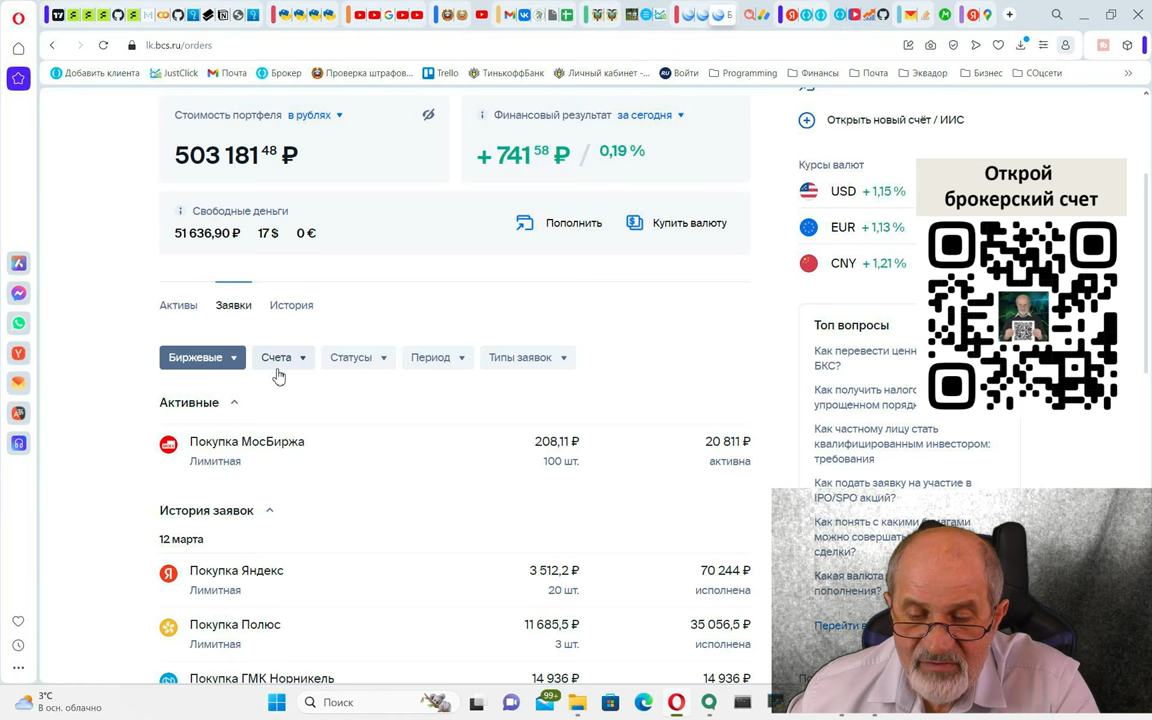 lk.bcs.ru/orders
Добавить клиента
JustClick
Почта
Брокер
Проверка штрафов...
Trello
ТинькоффБанк
Личный кабинет -...
Войти
Programming
Финансы
Почта
Эквадор
Бизнес
СОцсети
Стоимость портфеля в рублях
503 181 48 ₽
Финансовый результат за сегодня
+ 741 58 ₽ / 0,19 %
Свободные деньги
51 636,90 ₽ 17 $ 0 €
Пополнить
Купить валюту
Активы
Заявки
История
Биржевые
Счета
Статусы
Период
Типы заявок
Активные
Покупка МосБиржа 208,11 ₽ 20 811 ₽
Лимитная 100 шт. активна
История заявок
12 марта
Покупка Яндекс 3 512,2 ₽ 70 244 ₽
Лимитная 20 шт. исполнена
Покупка Полюс 11 685,5 ₽ 35 056,5 ₽
Лимитная 3 шт. исполнена
Покупка ГМК Норникель 14 936 ₽ 14 936 ₽
Открыть новый счёт / ИИС
Курсы валют
USD + 1,15 %
EUR + 1,13 %
CNY + 1,21 %
Открой
брокерский счет
Топ вопросы
Как перевести
БКС?
Как получить
упрощенном
Как частному лицу стать
квалифицированным инвестором:
требования
Как подать заявку на участие в
IPO/SPO акций?
Как понять с какими бумагами
можно
сделки?
Какая валюта
пополнения?
Перейти
3°C
В осн. облачно
Поиск
99+